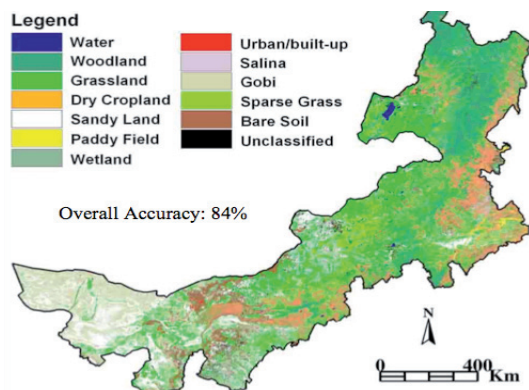 Legend
Water
Woodland
Grassland
Dry Cropland
Sandy Land
Paddy Field
Wetland
Urban/built-up
Salina
Gobi
Sparse Grass
Bare Soil
Unclassified
Overall Accuracy: 84%
N
0 400
Km